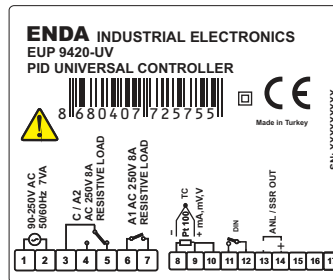 ENDA INDUSTRIAL ELECTRONICS
EUP 9420-UV
PID UNIVERSAL CONTROLLER
8 680407 725755
CE
Made in Turkey
SN: XXXXXXXX
90-250V AC
50/60Hz 7VA
C / A2
AC 250V 8A
RESISTIVE LOAD
A1 AC 250V 8A
RESISTIVE LOAD
TC
Pt 100
+ mA,mV,V
DIN
ANL / SSR OUT
- +
1 2 3 4 5 6 7 8 9 10 11 12 13 14 15 16 17